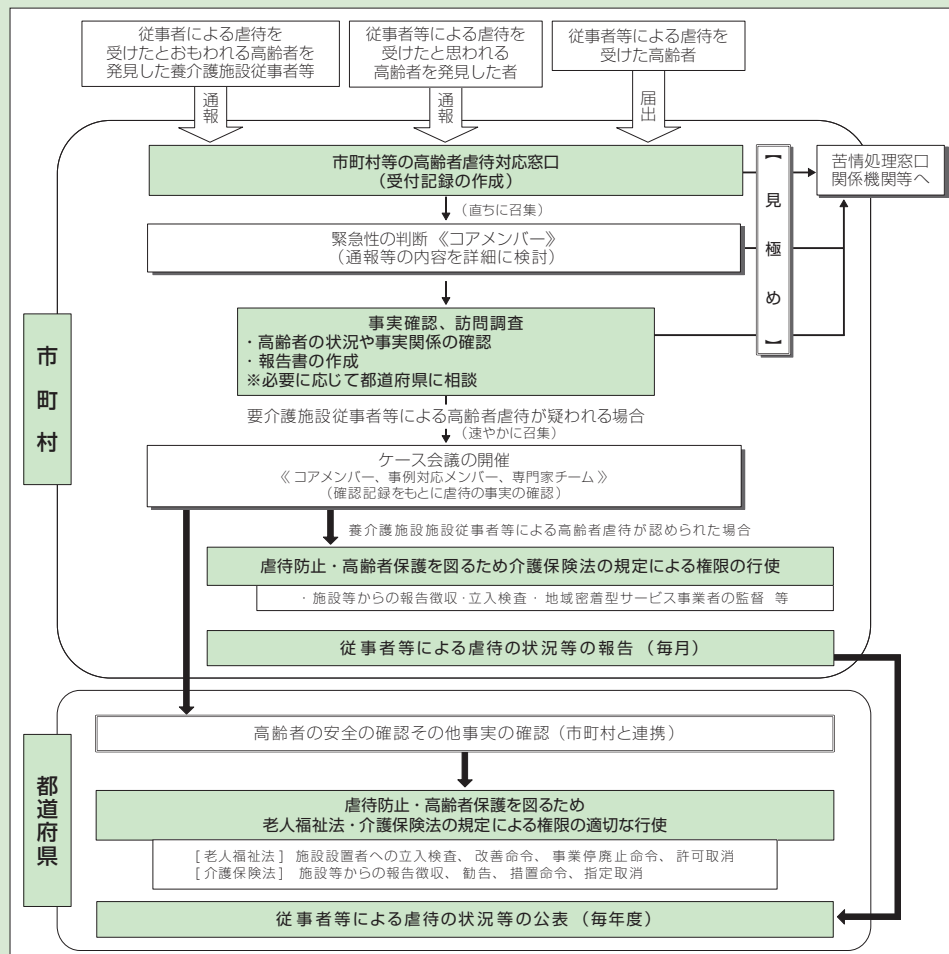 従事者による虐待を
受けたとおもわれる高齢者を
発見した養介護施設従事者等
従事者等による虐待を
受けたと思われる
高齢者を発見した者
従事者等による虐待を
受けた高齢者
通報
通報
届出
市町村
市町村等の高齢者虐待対応窓口
(受付記録の作成)
【見極め】
苦情処理窓口
関係機関等へ
(直ちに召集)
緊急性の判断《コアメンバー》
(通報等の内容を詳細に検討)
事実確認、訪問調査
・高齢者の状況や事実関係の確認
・報告書の作成
※必要に応じて都道府県に相談
要介護施設従事者等による高齢者虐待が疑われる場合
(速やかに召集)
ケース会議の開催
《 コアメンバー、事例対応メンバー、専門家チーム 》
(確認記録をもとに虐待の事実の確認)
養介護施設施設従事者等による高齢者虐待が認められた場合
虐待防止・高齢者保護を図るため介護保険法の規定による権限の行使
・施設等からの報告徴収・立入検査・ 地域密着型サービス事業者の監督 等
従事者等による虐待の状況等の報告 (毎月)
都道府県
高齢者の安全の確認その他事実の確認 (市町村と連携)
虐待防止・高齢者保護を図るため
老人福祉法・介護保険法の規定による権限の適切な行使
[ 老人福祉法 ] 施設設置者への立入検査、 改善命令、 事業停廃止命令、 許可取消
[ 介護保険法 ] 施設等からの報告徴収、 勧告、 措置命令、 指定取消
従事者等による虐待の状況等の公表 (毎年度)